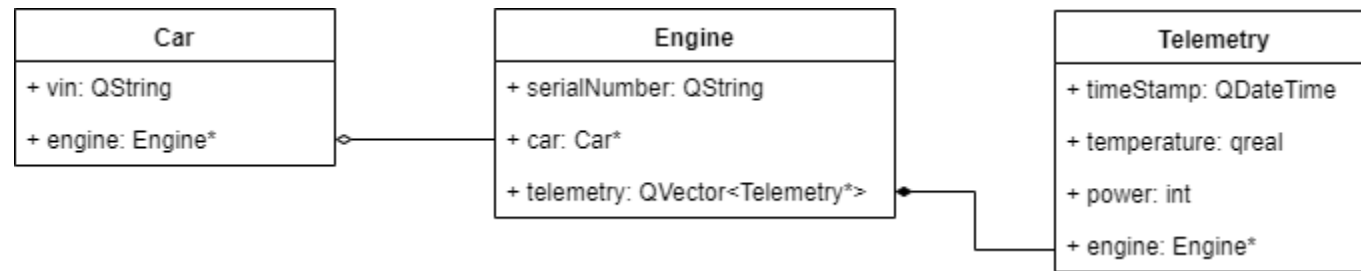 Car
+ vin: QString
+ engine: Engine*
Engine
+ serialNumber: QString
+ car: Car*
+ telemetry: QVector<Telemetry*>
Telemetry
+ timeStamp: QDateTime
+ temperature: qreal
+ power: int
+ engine: Engine*